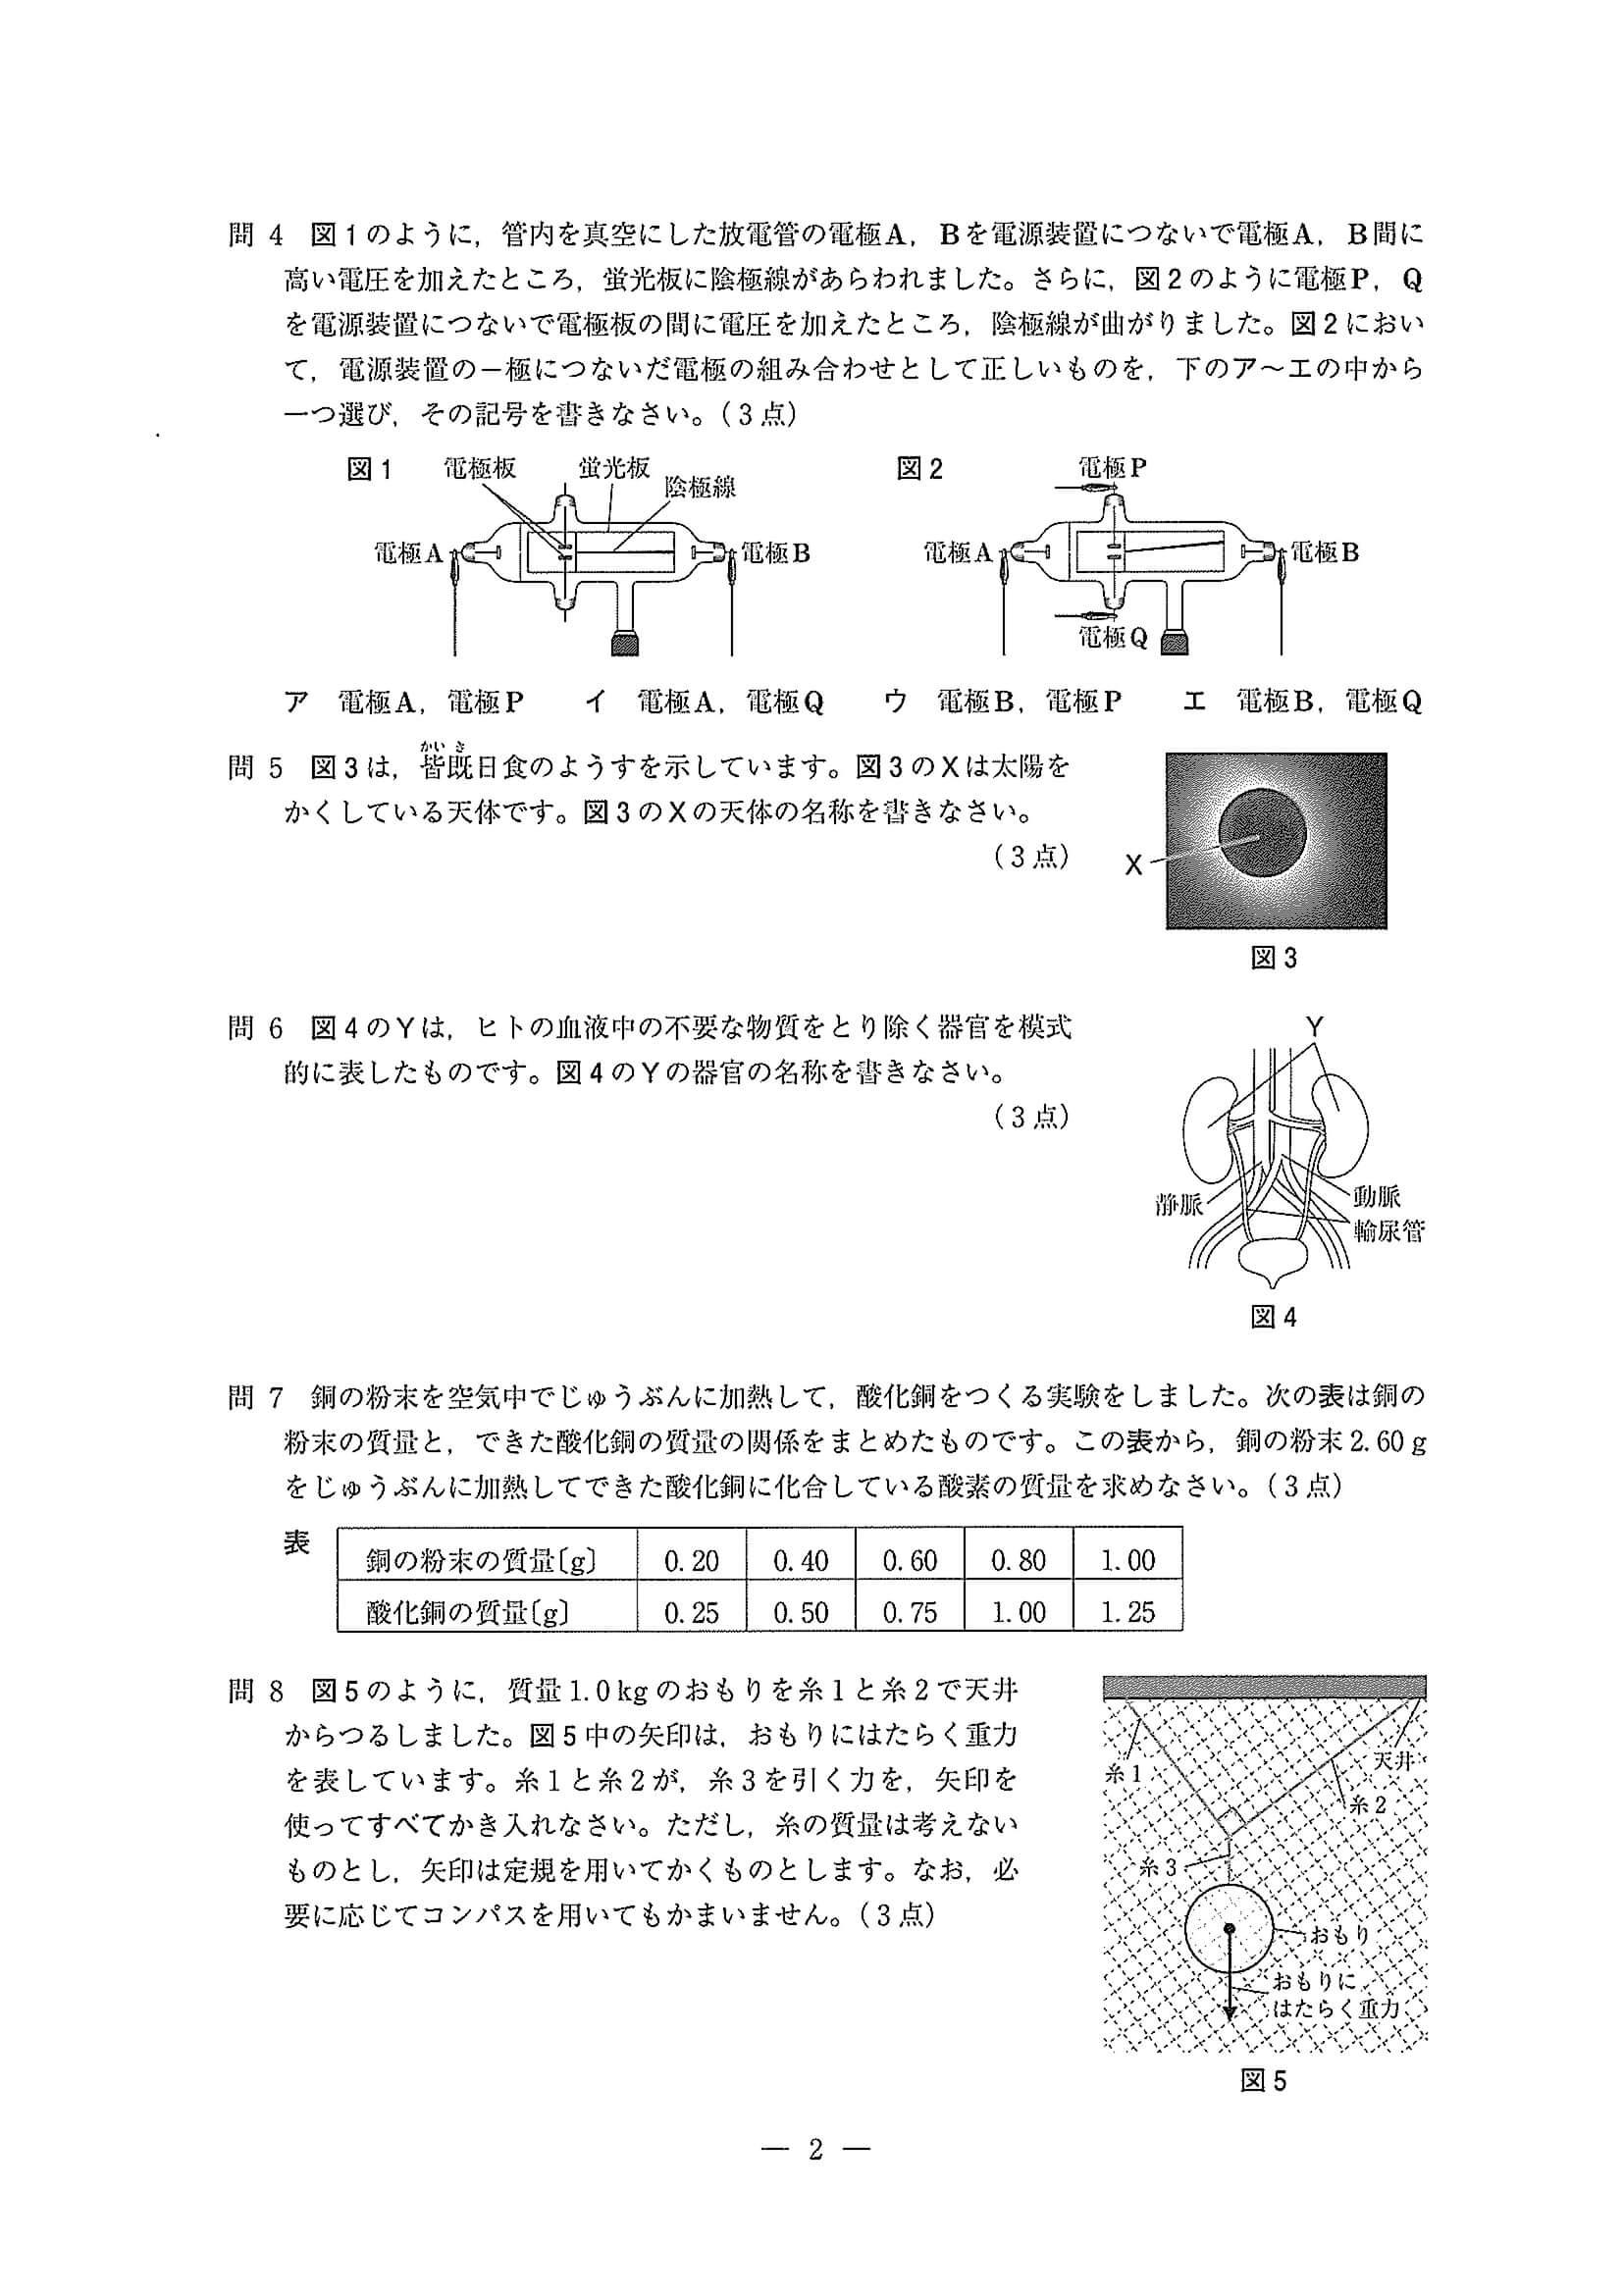 問 4　図1のように，管内を真空にした放電管の電極A，Bを電源装置につないで電極A，B間に
高い電圧を加えたところ，蛍光板に陰極線があらわれました。さらに，図2のように電極P，Q
を電源装置につないで電極板の間に電圧を加えたところ，陰極線が曲がりました。図2におい
て，電源装置の－極につないだ電極の組み合わせとして正しいものを，下のア～エの中から
一つ選び，その記号を書きなさい。（3点）
図1　電極板　蛍光板　陰極線　電極A　電極B
図2　電極P　電極A　電極B　電極Q
ア　電極A，電極P　イ　電極A，電極Q　ウ　電極B，電極P　エ　電極B，電極Q
かいき
問 5　図3は，皆既日食のようすを示しています。図3のXは太陽を
かくしている天体です。図3のXの天体の名称を書きなさい。
（3点）
X
図3
問 6　図4のYは，ヒトの血液中の不要な物質をとり除く器官を模式
的に表したものです。図4のYの器官の名称を書きなさい。
（3点）
Y
静脈
動脈
輸尿管
図4
問 7　銅の粉末を空気中でじゅうぶんに加熱して，酸化銅をつくる実験をしました。次の表は銅の
粉末の質量と，できた酸化銅の質量の関係をまとめたものです。この表から，銅の粉末2.60g
をじゅうぶんに加熱してできた酸化銅に化合している酸素の質量を求めなさい。（3点）
表
銅の粉末の質量〔g〕　0.20　0.40　0.60　0.80　1.00
酸化銅の質量〔g〕　0.25　0.50　0.75　1.00　1.25
問 8　図5のように，質量1.0kgのおもりを糸1と糸2で天井
からつるしました。図5中の矢印は，おもりにはたらく重力
を表しています。糸1と糸2が，糸3を引く力を，矢印を
使ってすべてかき入れなさい。ただし，糸の質量は考えない
ものとし，矢印は定規を用いてかくものとします。なお，必
要に応じてコンパスを用いてもかまいません。（3点）
天井
糸1
糸2
糸3
おもり
おもりに
はたらく重力
図5
— 2 —